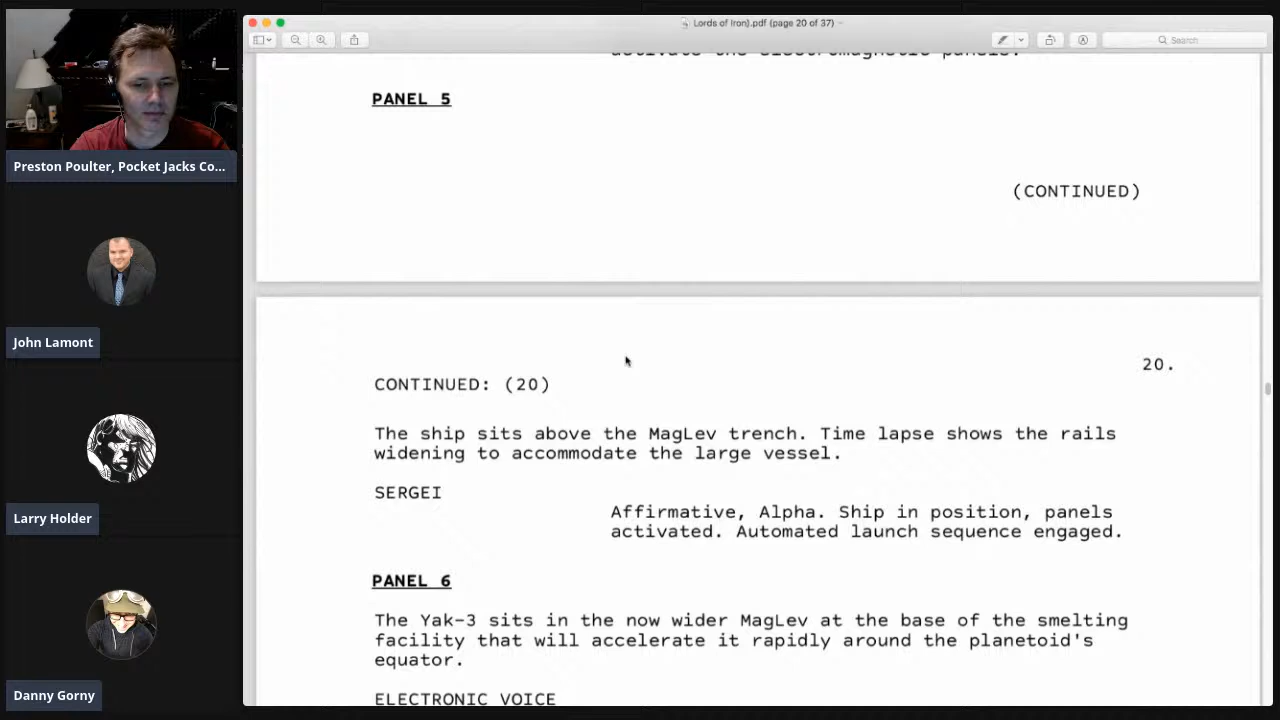 Lords of Iron).pdf (page 20 of 37)
Search
activate the electromagnetic panels.
PANEL 5
(CONTINUED)
20.
CONTINUED: (20)
The ship sits above the MagLev trench. Time lapse shows the rails
widening to accommodate the large vessel.
SERGEI
Affirmative, Alpha. Ship in position, panels
activated. Automated launch sequence engaged.
PANEL 6
The Yak-3 sits in the now wider MagLev at the base of the smelting
facility that will accelerate it rapidly around the planetoid's
equator.
ELECTRONIC VOICE
Preston Poulter, Pocket Jacks Co...
John Lamont
Larry Holder
Danny Gorny